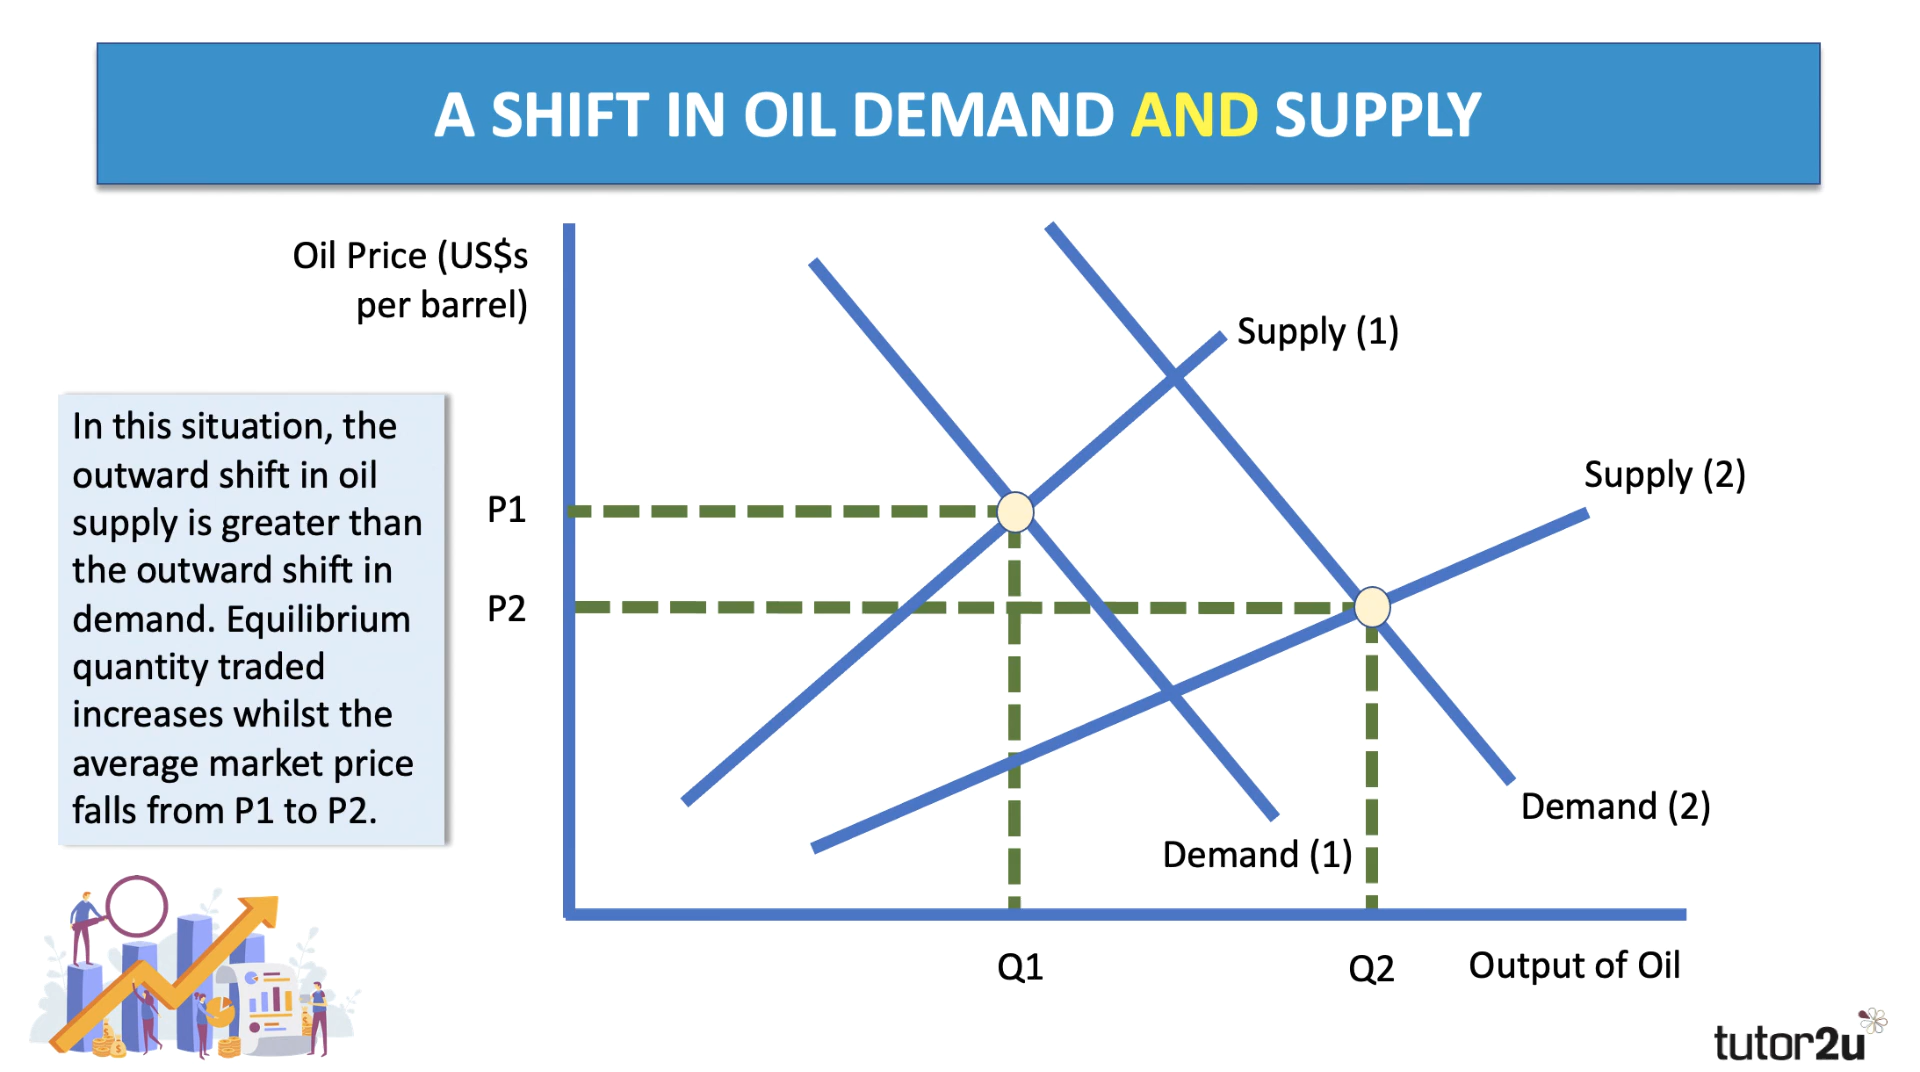 A SHIFT IN OIL DEMAND AND SUPPLY
Oil Price (US$s
per barrel)
Supply (1)
In this situation, the
outward shift in oil
supply is greater than
the outward shift in
demand. Equilibrium
quantity traded
increases whilst the
average market price
falls from P1 to P2.
Supply (2)
P1
P2
Demand (2)
Demand (1)
Q1
Q2
Output of Oil
tutor2u